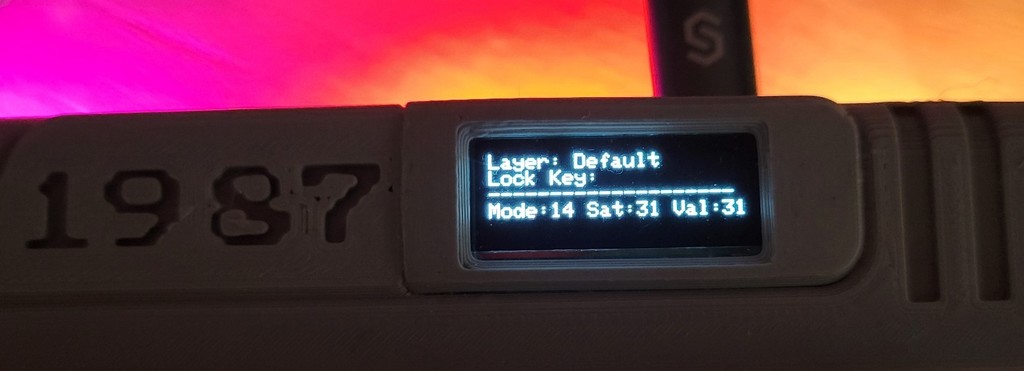 1987
Layer: Default
Lock Key:
Mode:14 Sat:31 Val:31